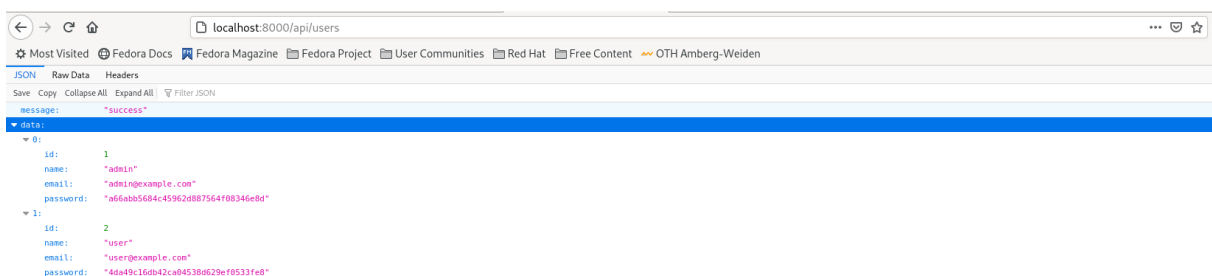 localhost:8000/api/users
Most Visited Fedora Docs Fedora Magazine Fedora Project User Communities Red Hat Free Content OTH Amberg-Weiden
JSON Raw Data Headers
Save Copy Collapse All Expand All Filter JSON
message: "success"
data:
0:
id: 1
name: "admin"
email: "admin@example.com"
password: "a66abb5684c45962d887564f08346e8d"
1:
id: 2
name: "user"
email: "user@example.com"
password: "4da49c16db42ca04538d629ef0533fe8"